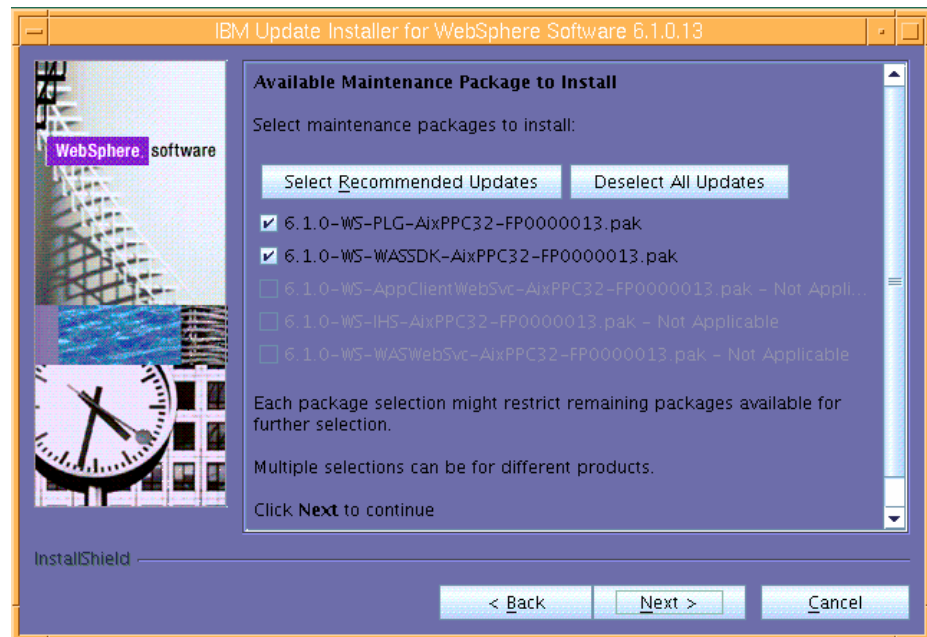 IBM Update Installer for WebSphere Software 6.1.0.13
WebSphere. software
Available Maintenance Package to Install
Select maintenance packages to install:
Select Recommended Updates
Deselect All Updates
6.1.0-WS-PLG-AixPPC32-FP0000013.pak
6.1.0-WS-WASSDK-AixPPC32-FP0000013.pak
6.1.0-WS-AppClientWebSvc-AixPPC32-FP0000013.pak - Not Appli...
6.1.0-WS-IHS-AixPPC32-FP0000013.pak - Not Applicable
6.1.0-WS-WASWebSvc-AixPPC32-FP0000013.pak - Not Applicable
Each package selection might restrict remaining packages available for
further selection.
Multiple selections can be for different products.
Click Next to continue
InstallShield
< Back
Next >
Cancel